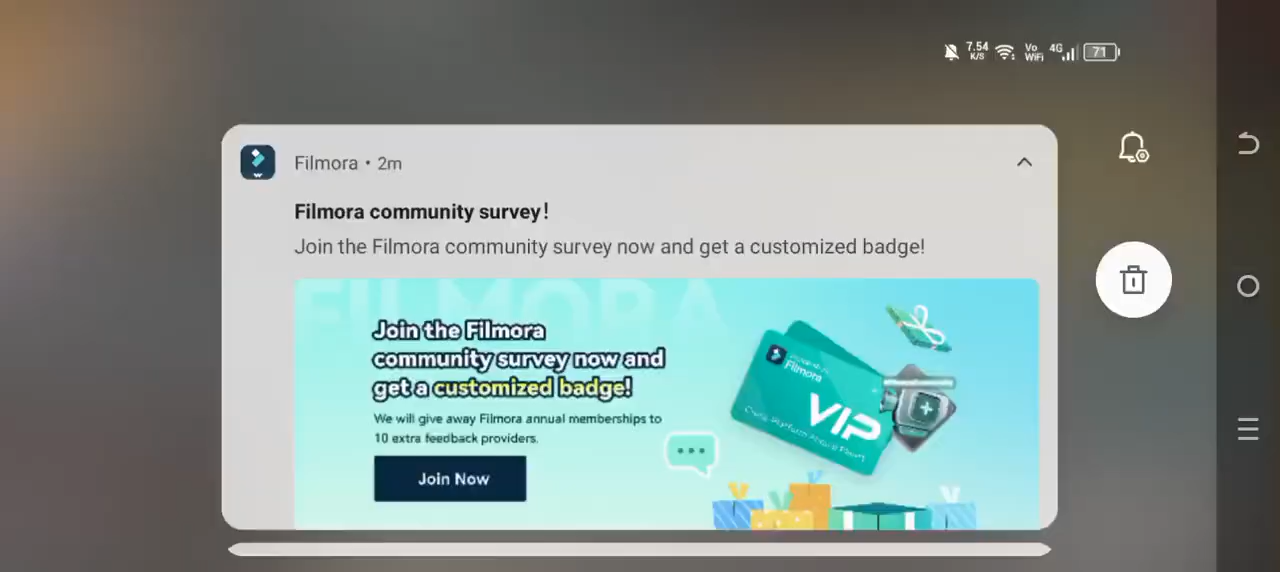 7.54
K/S
Vo
WiFi
4G
71
Filmora • 2m
Filmora community survey!
Join the Filmora community survey now and get a customized badge!
FILMORA
Join the Filmora
community survey now and
get a customized badge!
We will give away Filmora annual memberships to
10 extra feedback providers.
Join Now
Filmora
VIP